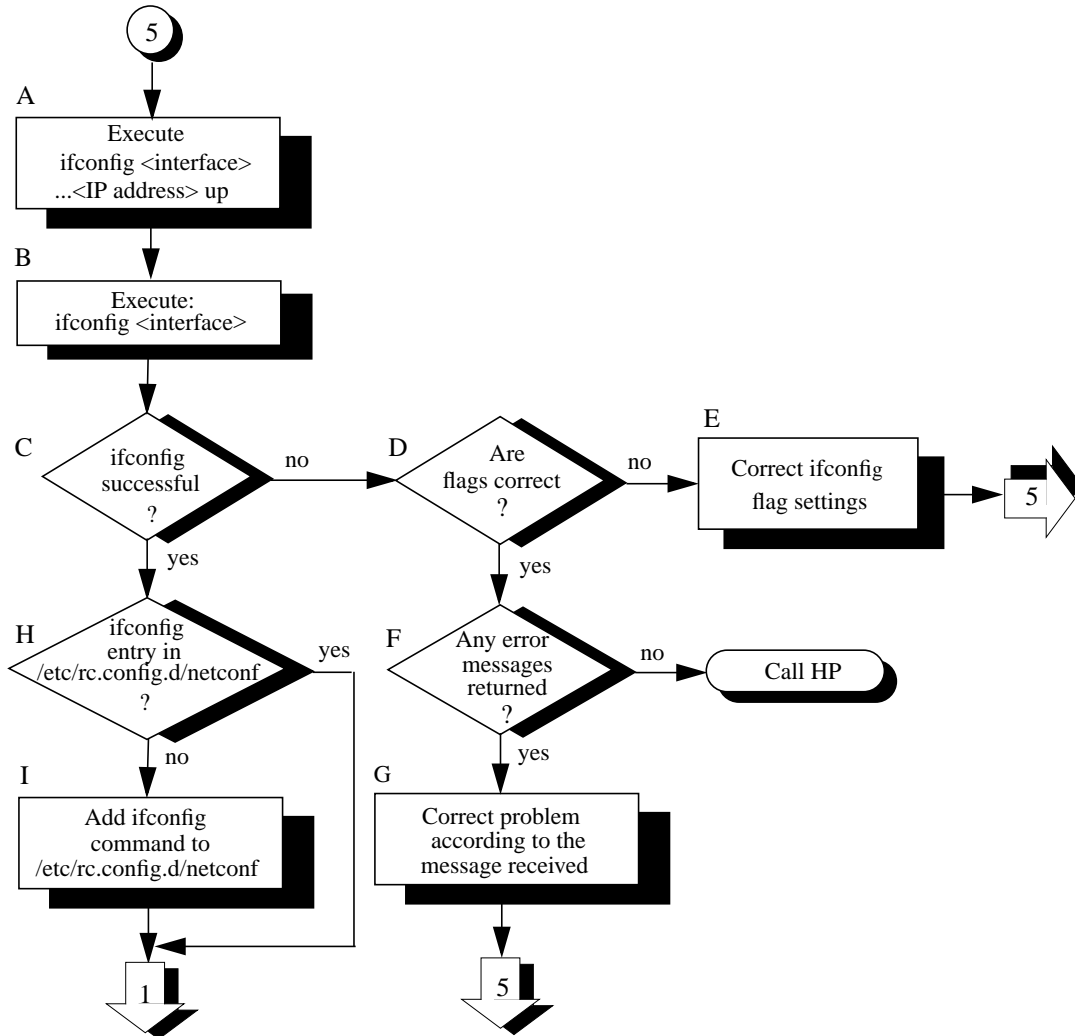 5
A
Execute
ifconfig <interface>
...<IP address> up
B
Execute:
ifconfig <interface>
C
ifconfig
successful
?
no
yes
D
Are
flags correct
?
no
yes
E
Correct ifconfig
flag settings
5
H
ifconfig
entry in
/etc/rc.config.d/netconf
?
yes
no
F
Any error
messages
returned
?
no
yes
Call HP
I
Add ifconfig
command to
/etc/rc.config.d/netconf
G
Correct problem
according to the
message received
1
5